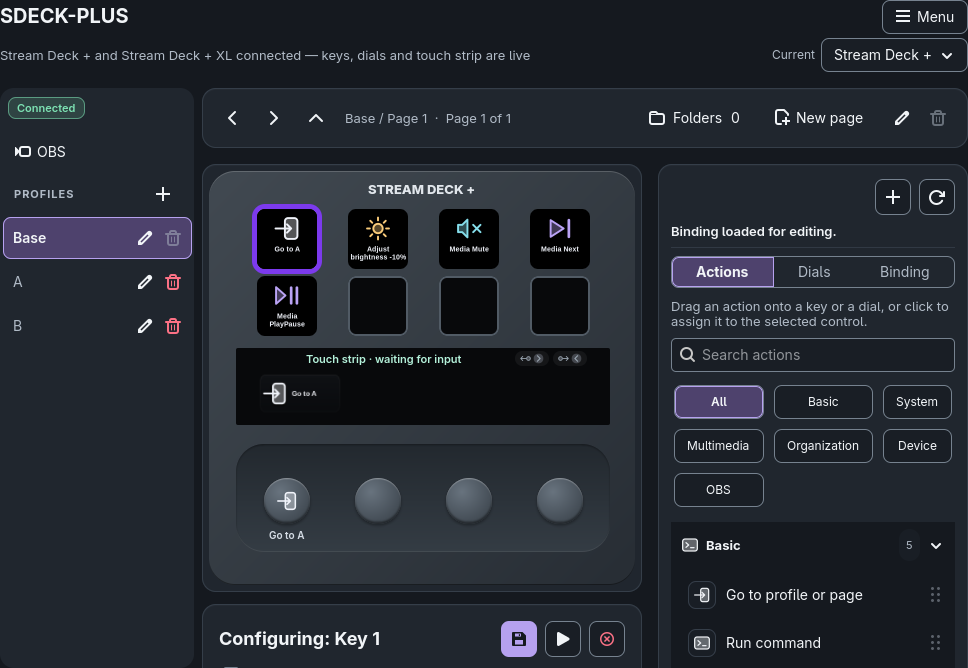 SDECK-PLUS
Menu
Stream Deck + and Stream Deck + XL connected — keys, dials and touch strip are live
Current
Stream Deck +
Connected
OBS
PROFILES
Base
A
B
Base / Page 1 · Page 1 of 1
Folders 0
New page
STREAM DECK +
Go to A
Adjust
brightness -10%
Media Mute
Media Next
Media
PlayPause
Touch strip · waiting for input
Go to A
Go to A
Configuring: Key 1
Binding loaded for editing.
Actions
Dials
Binding
Drag an action onto a key or a dial, or click to
assign it to the selected control.
Search actions
All
Basic
System
Multimedia
Organization
Device
OBS
Basic
5
Go to profile or page
Run command